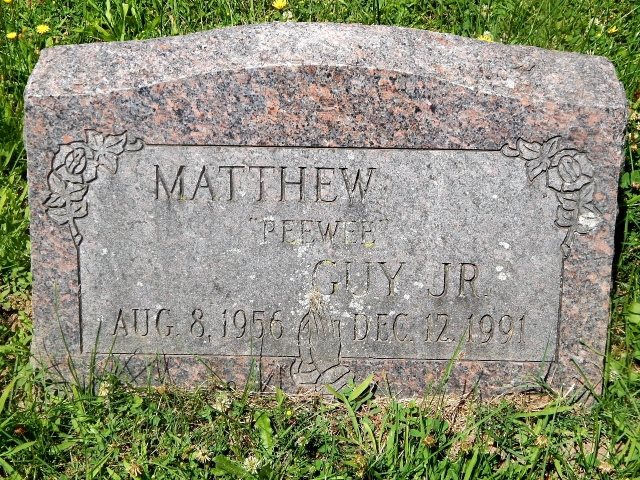 MATTHEW
"PEEWEE"
GUY JR.
AUG. 8, 1956 DEC. 12, 1991